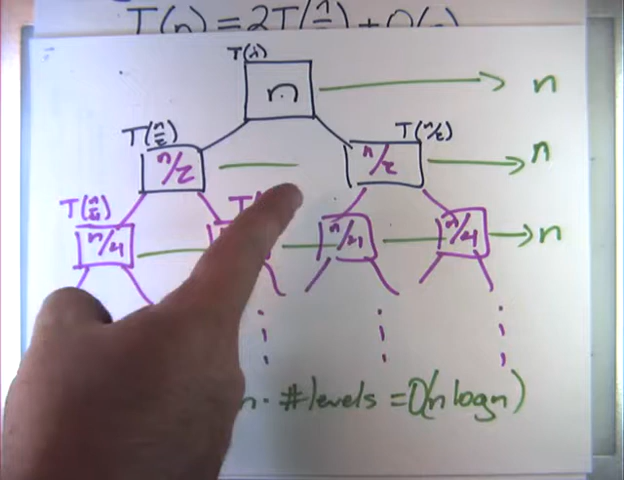 T(n) = 2T(n/2) + O(
T(n)
n → n
T(n/2) T(n/2)
n/2 n/2 → n
T(n/4)
n/4 n/4 n/4 → n
n · #levels = O(n log n)